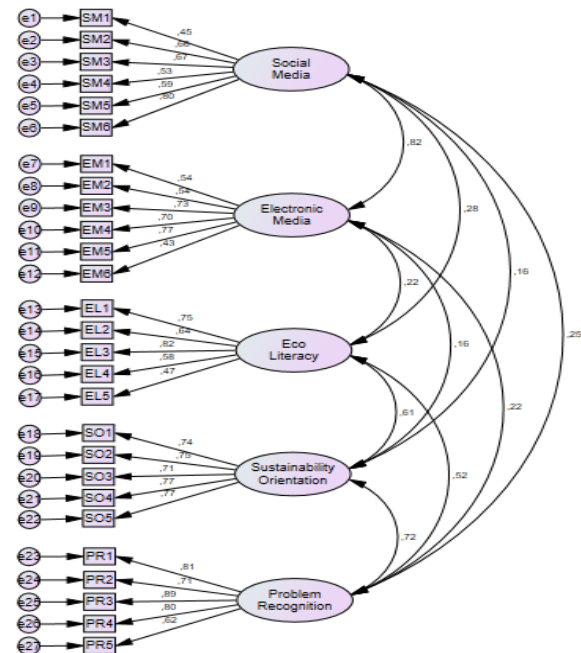 e1 SM1 ,45
e2 SM2 ,66
e3 SM3 ,67
e4 SM4 ,53
e5 SM5 ,59
e6 SM6 ,60
Social
Media
e7 EM1 ,54
e8 EM2 ,54
e9 EM3 ,73
e10 EM4 ,70
e11 EM5 ,77
e12 EM6 ,43
Electronic
Media
e13 EL1 ,75
e14 EL2 ,64
e15 EL3 ,82
e16 EL4 ,58
e17 EL5 ,47
Eco
Literacy
e18 SO1 ,74
e19 SO2 ,75
e20 SO3 ,71
e21 SO4 ,77
e22 SO5 ,77
Sustainability
Orientation
e23 PR1 ,81
e24 PR2 ,71
e25 PR3 ,89
e26 PR4 ,80
e27 PR5 ,62
Problem
Recognition
,82
,28
,16
,25
,22
,16
,22
,61
,52
,72